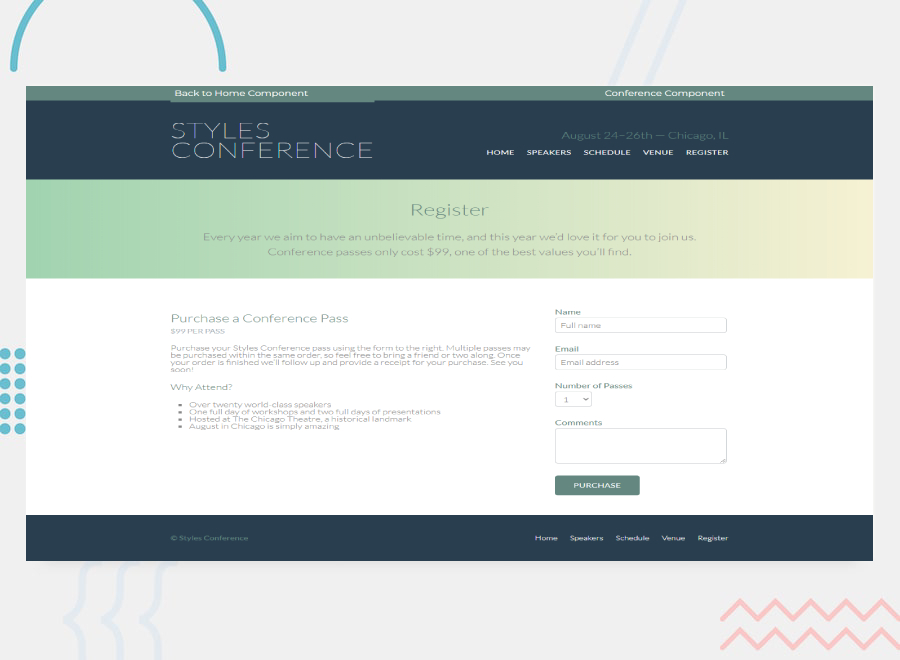 Back to Home Component
Conference Component
STYLES
CONFERENCE
August 24–26th — Chicago, IL
HOME SPEAKERS SCHEDULE VENUE REGISTER
Register
Every year we aim to have an unbelievable time, and this year we'd love it for you to join us.
Conference passes only cost $99, one of the best values you'll find.
Purchase a Conference Pass
$99 PER PASS
Purchase your Styles Conference pass using the form to the right. Multiple passes may
be purchased within the same order, so feel free to bring a friend or two along. Once
your order is finished we'll follow up and provide a receipt for your purchase. See you
soon!
Why Attend?
Over twenty world-class speakers
One full day of workshops and two full days of presentations
Hosted at The Chicago Theatre, a historical landmark
August in Chicago is simply amazing
Name
Full name
Email
Email address
Number of Passes
1
Comments
PURCHASE
© Styles Conference
Home Speakers Schedule Venue Register